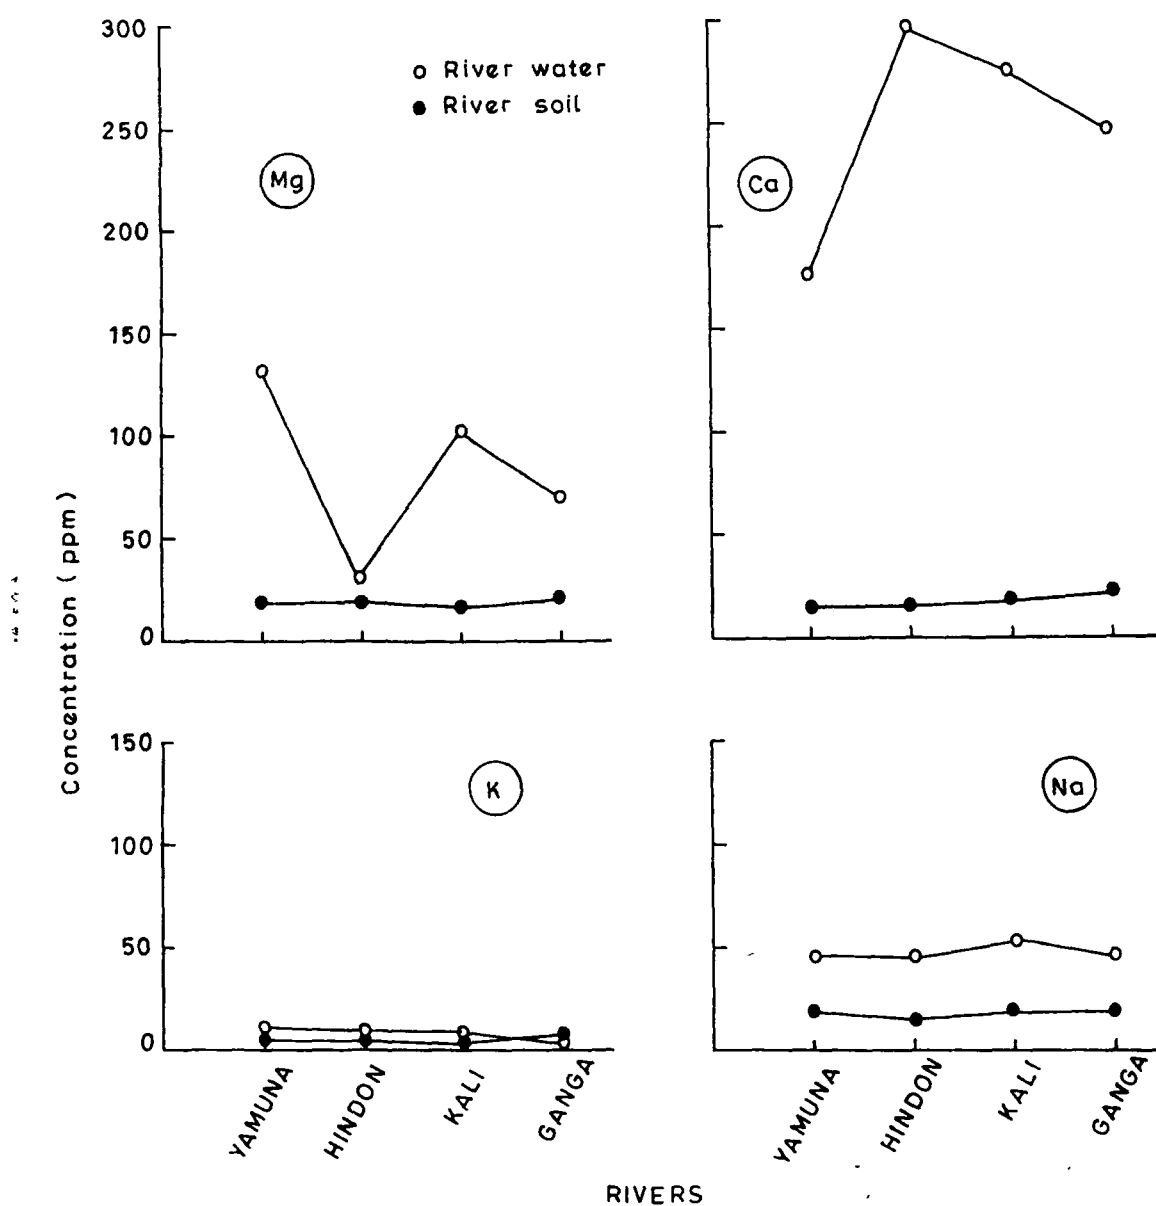 300
250
200
150
100
50
0
○ River water
● River soil
Mg
Ca
Concentration (ppm)
150
100
50
0
K
Na
YAMUNA
HINDON
KALI
GANGA
YAMUNA
HINDON
KALI
GANGA
RIVERS